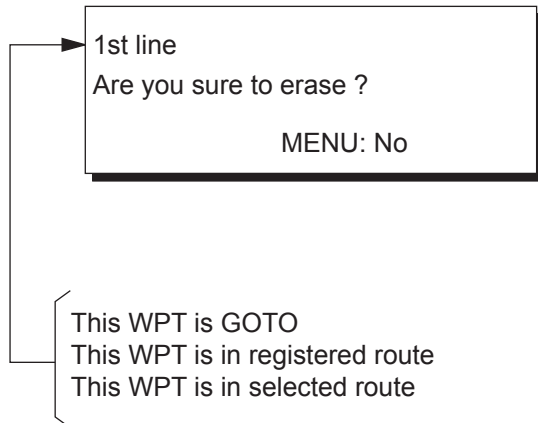 1st line
Are you sure to erase ?
MENU: No
This WPT is GOTO
This WPT is in registered route
This WPT is in selected route